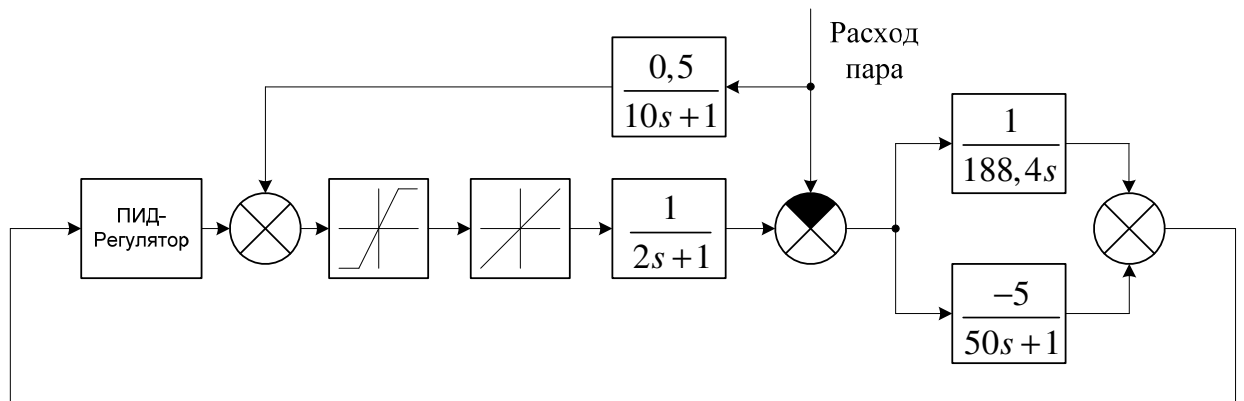 Расход
пара
0,5
10s+1
1
188,4s
ПИД-
Регулятор
1
2s+1
−5
50s+1